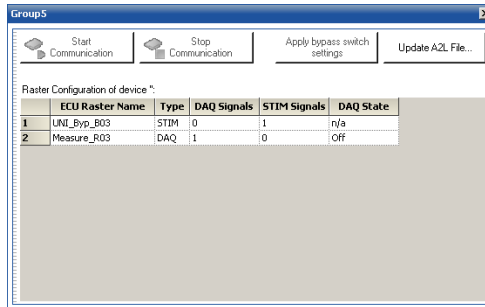 Group5
Start
Communication
Stop
Communication
Apply bypass switch
settings
Update A2L File...
Raster Configuration of device ":
ECU Raster Name Type DAQ Signals STIM Signals DAQ State
1 UNI_Byp_B03 STIM 0 1 n/a
2 Measure_R03 DAQ 1 0 Off